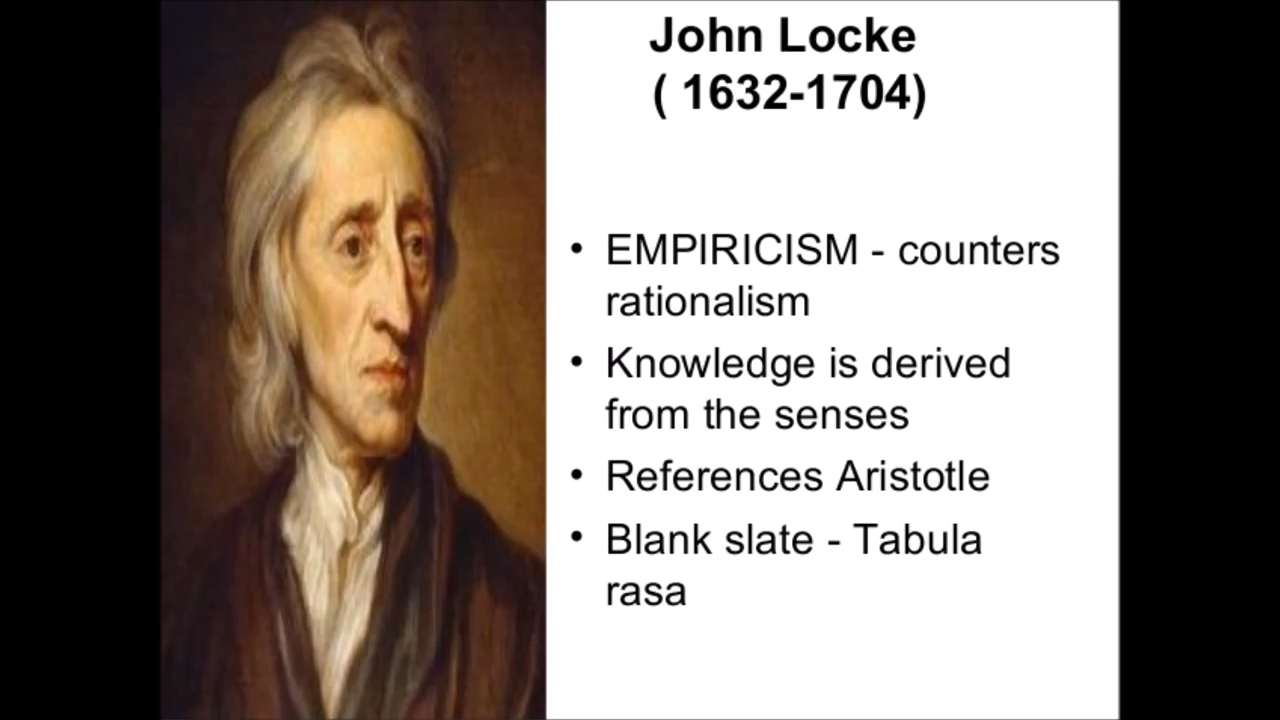 John Locke
( 1632-1704)
• EMPIRICISM - counters
rationalism
• Knowledge is derived
from the senses
• References Aristotle
• Blank slate - Tabula
rasa